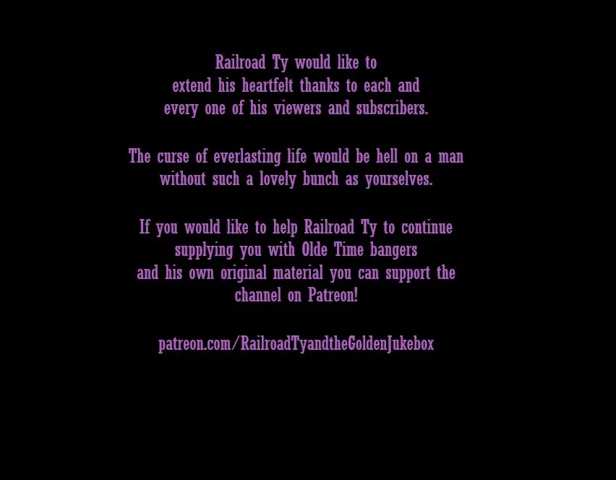 Railroad Ty would like to
extend his heartfelt thanks to each and
every one of his viewers and subscribers.
The curse of everlasting life would be hell on a man
without such a lovely bunch as yourselves.
If you would like to help Railroad Ty to continue
supplying you with Olde Time bangers
and his own original material you can support the
channel on Patreon!
patreon.com/RailroadTyandtheGoldenJukebox